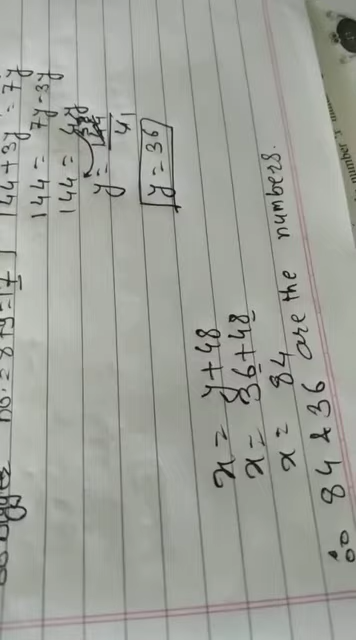 144 + 3y = 7y
144 = 7y - 3y
144 = 4y
y = 144/4
y = 36
x = y + 48
x = 36 + 48
x = 84
∴ 84 & 36 are the numbers.